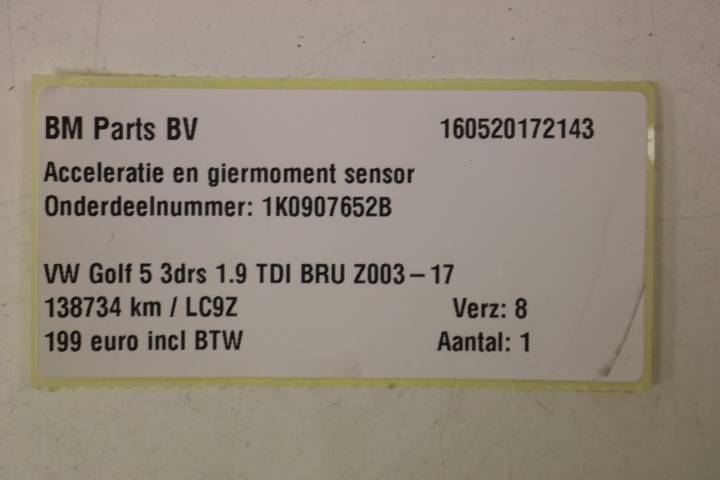 BM Parts BV 160520172143
Acceleratie en giermoment sensor
Onderdeelnummer: 1K0907652B
VW Golf 5 3drs 1.9 TDI BRU Z003-17
138734 km / LC9Z Verz: 8
199 euro incl BTW Aantal: 1